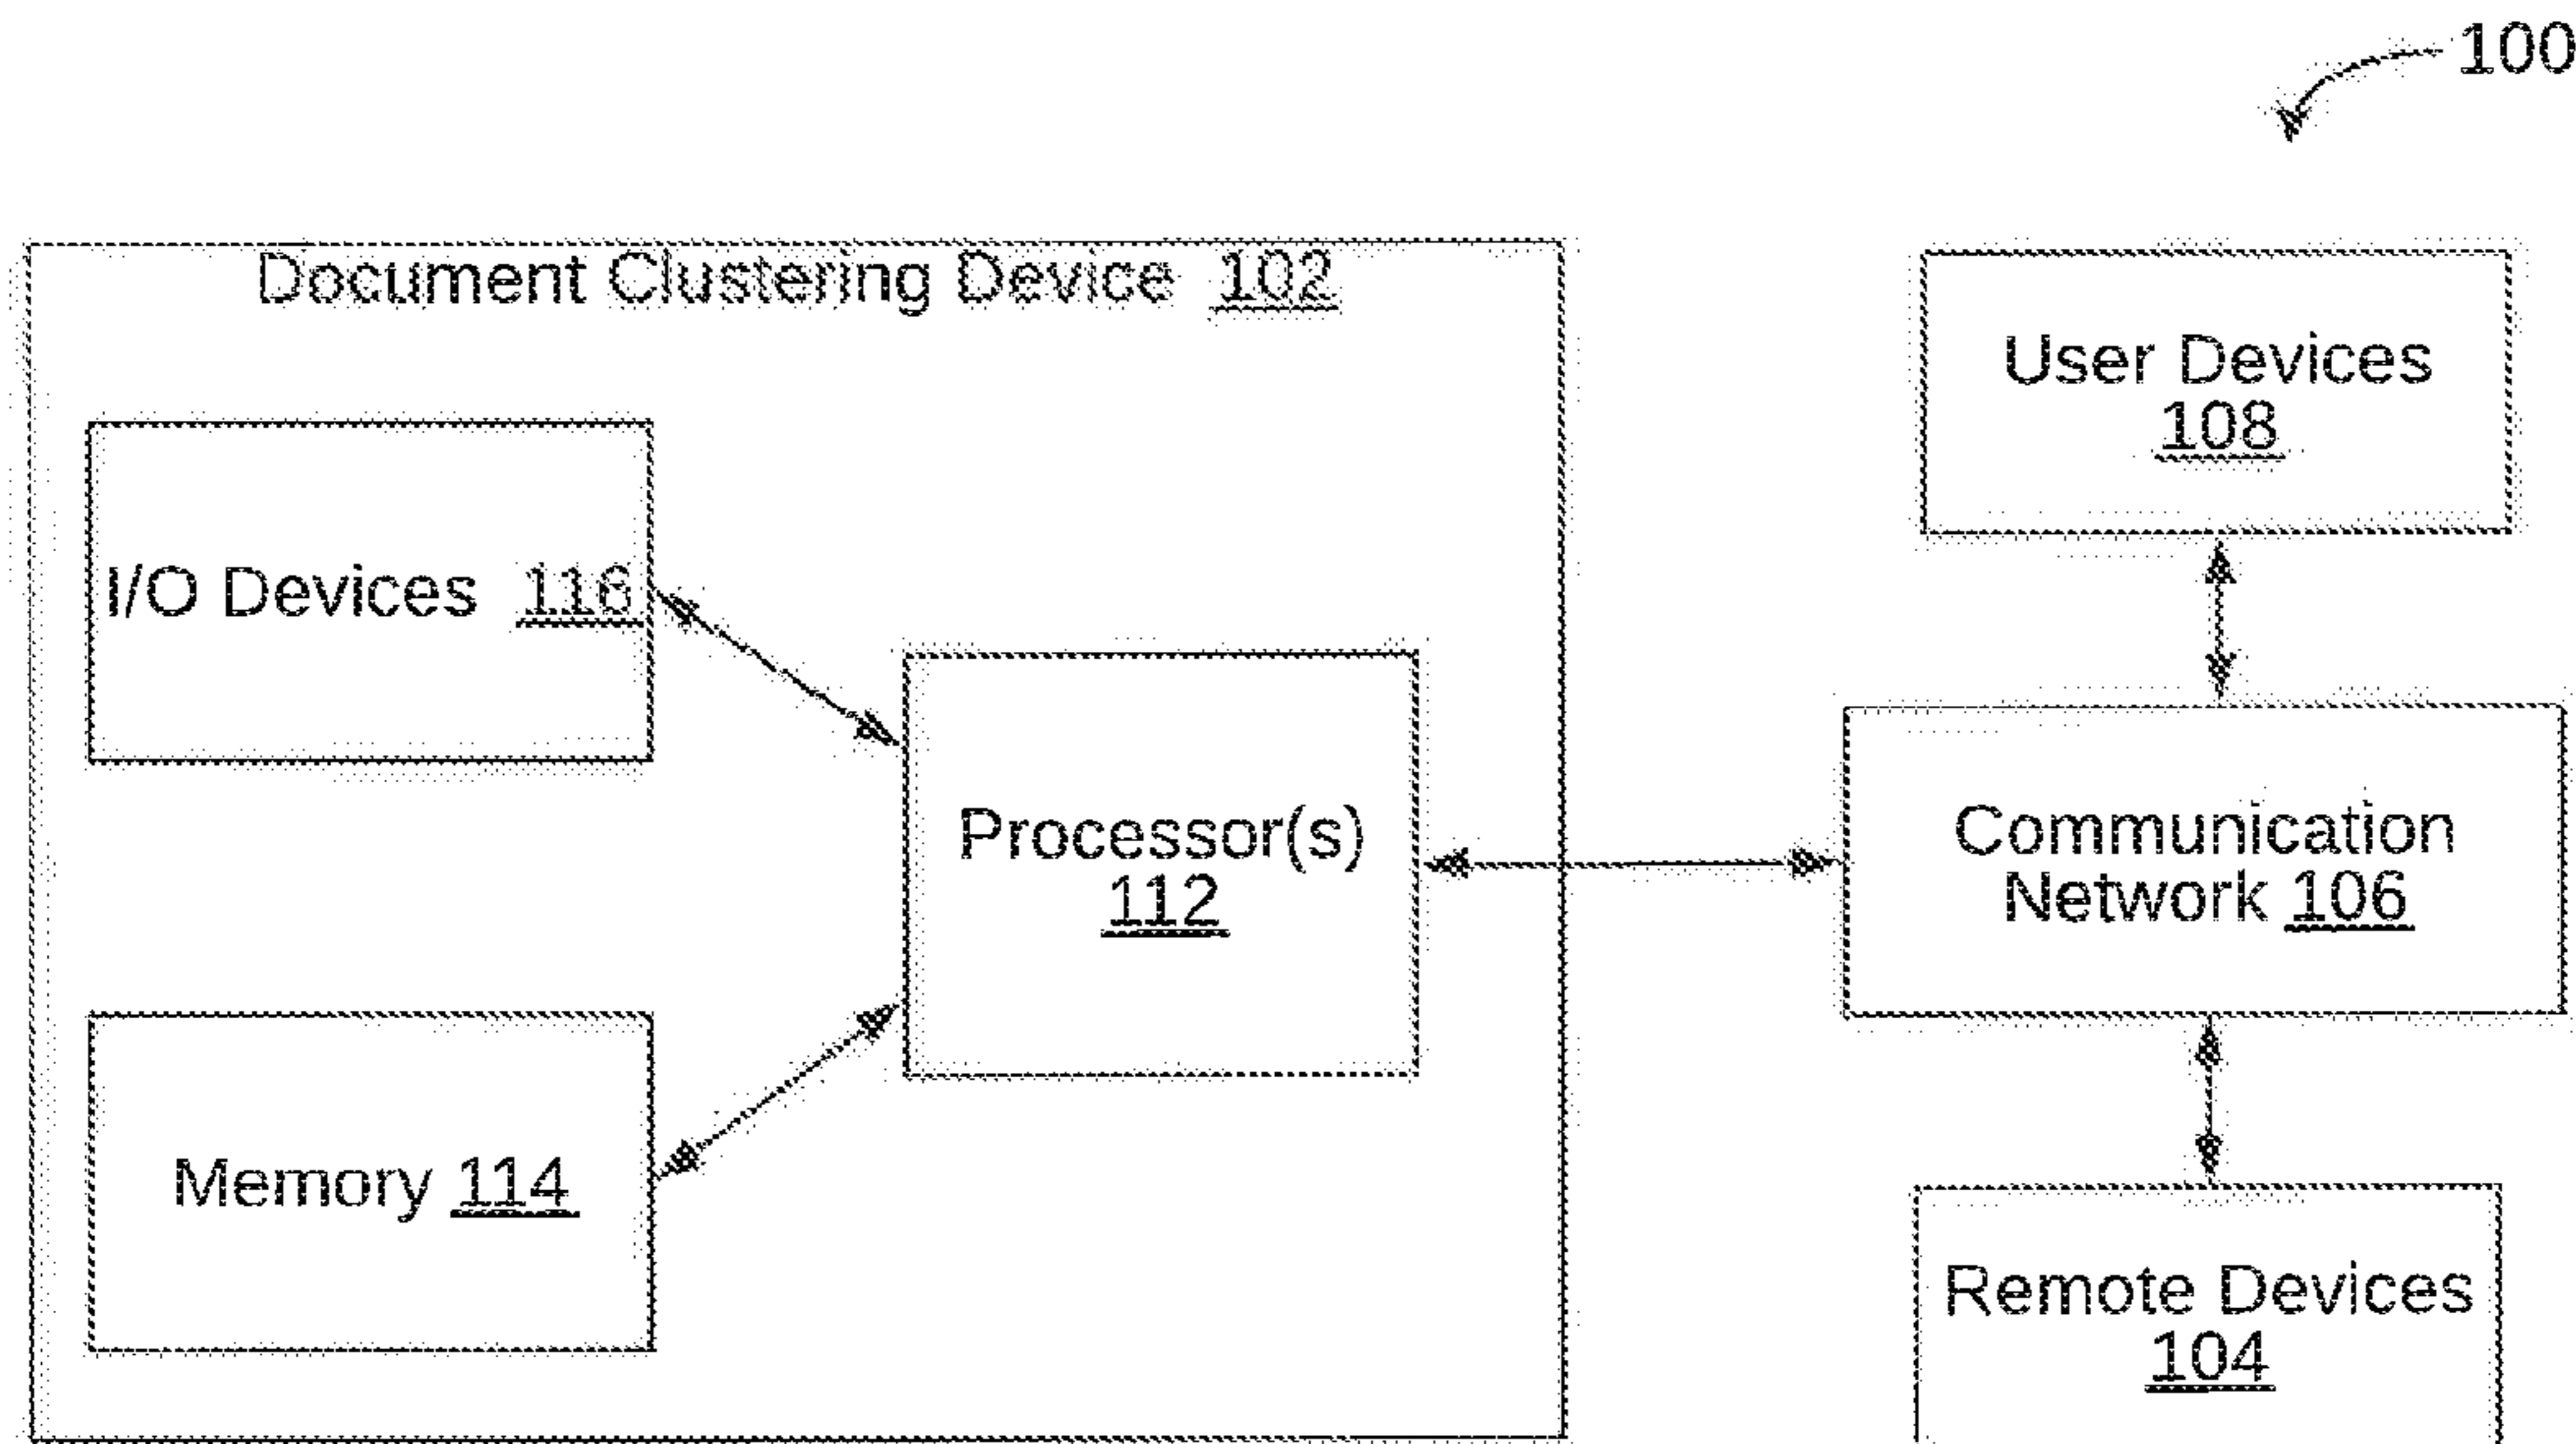 100
Document Clustering Device 102
I/O Devices 116
Processor(s)
112
Memory 114
User Devices
108
Communication
Network 106
Remote Devices
104